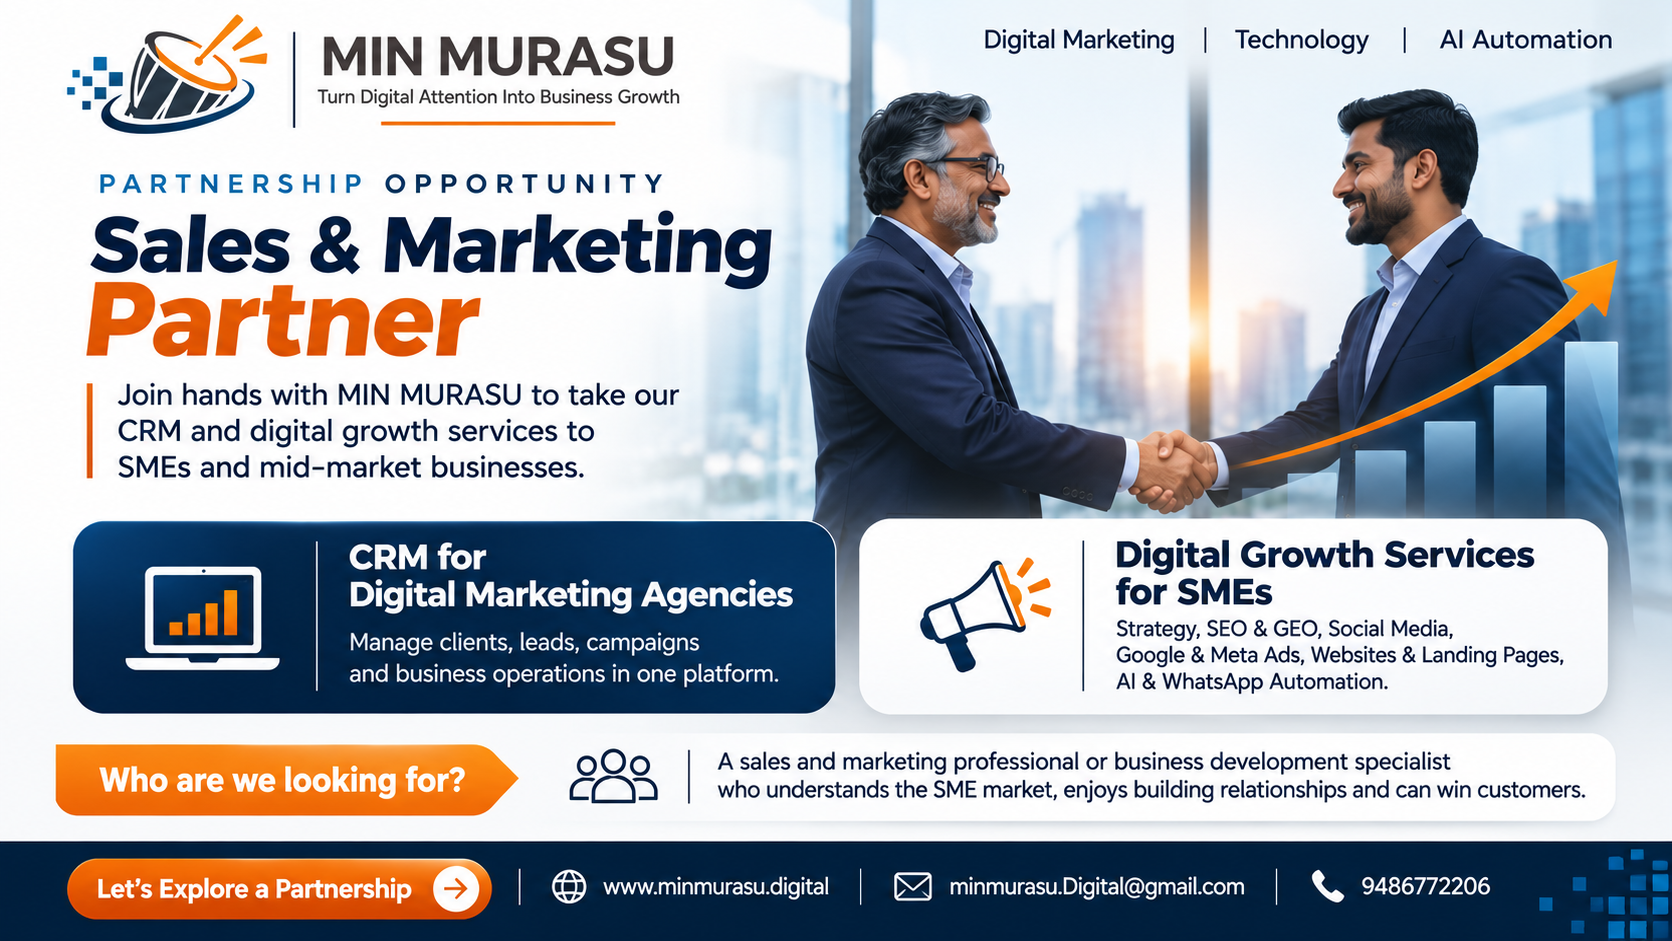 MIN MURASU
Turn Digital Attention Into Business Growth
Digital Marketing | Technology | AI Automation
PARTNERSHIP OPPORTUNITY
Sales & Marketing
Partner
Join hands with MIN MURASU to take our
CRM and digital growth services to
SMEs and mid-market businesses.
CRM for
Digital Marketing Agencies
Manage clients, leads, campaigns
and business operations in one platform.
Digital Growth Services
for SMEs
Strategy, SEO & GEO, Social Media,
Google & Meta Ads, Websites & Landing Pages,
AI & WhatsApp Automation.
Who are we looking for?
A sales and marketing professional or business development specialist
who understands the SME market, enjoys building relationships and can win customers.
Let's Explore a Partnership
www.minmurasu.digital
minmurasu.Digital@gmail.com
9486772206